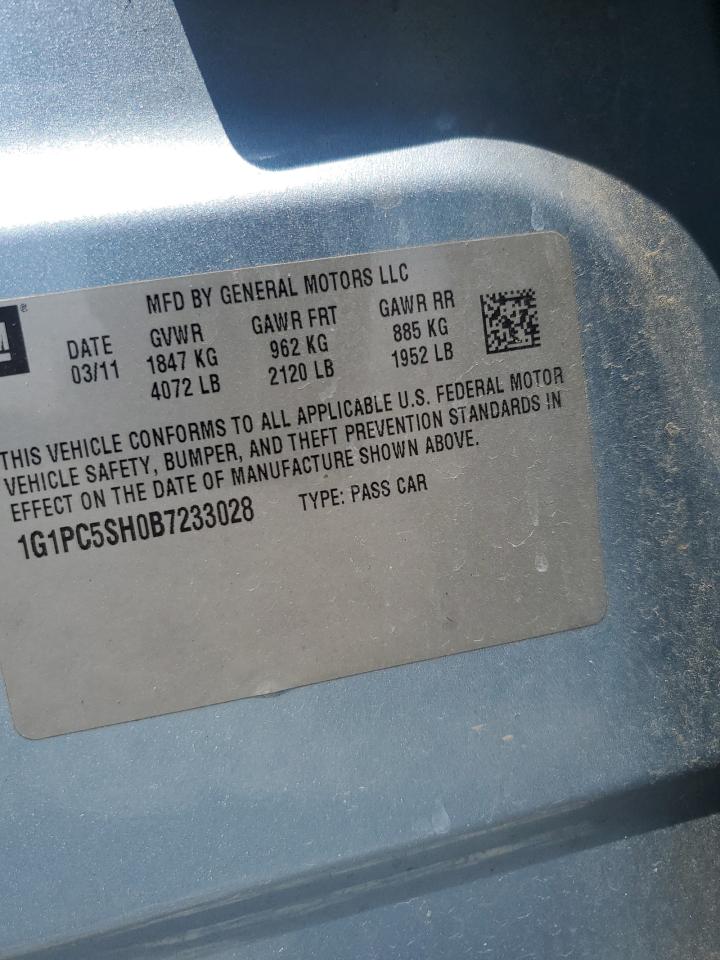 MFD BY GENERAL MOTORS LLC
DATE GVWR GAWR FRT GAWR RR
03/11 1847 KG 962 KG 885 KG
4072 LB 2120 LB 1952 LB
THIS VEHICLE CONFORMS TO ALL APPLICABLE U.S. FEDERAL MOTOR
VEHICLE SAFETY, BUMPER, AND THEFT PREVENTION STANDARDS IN
EFFECT ON THE DATE OF MANUFACTURE SHOWN ABOVE.
1G1PC5SH0B7233028 TYPE: PASS CAR